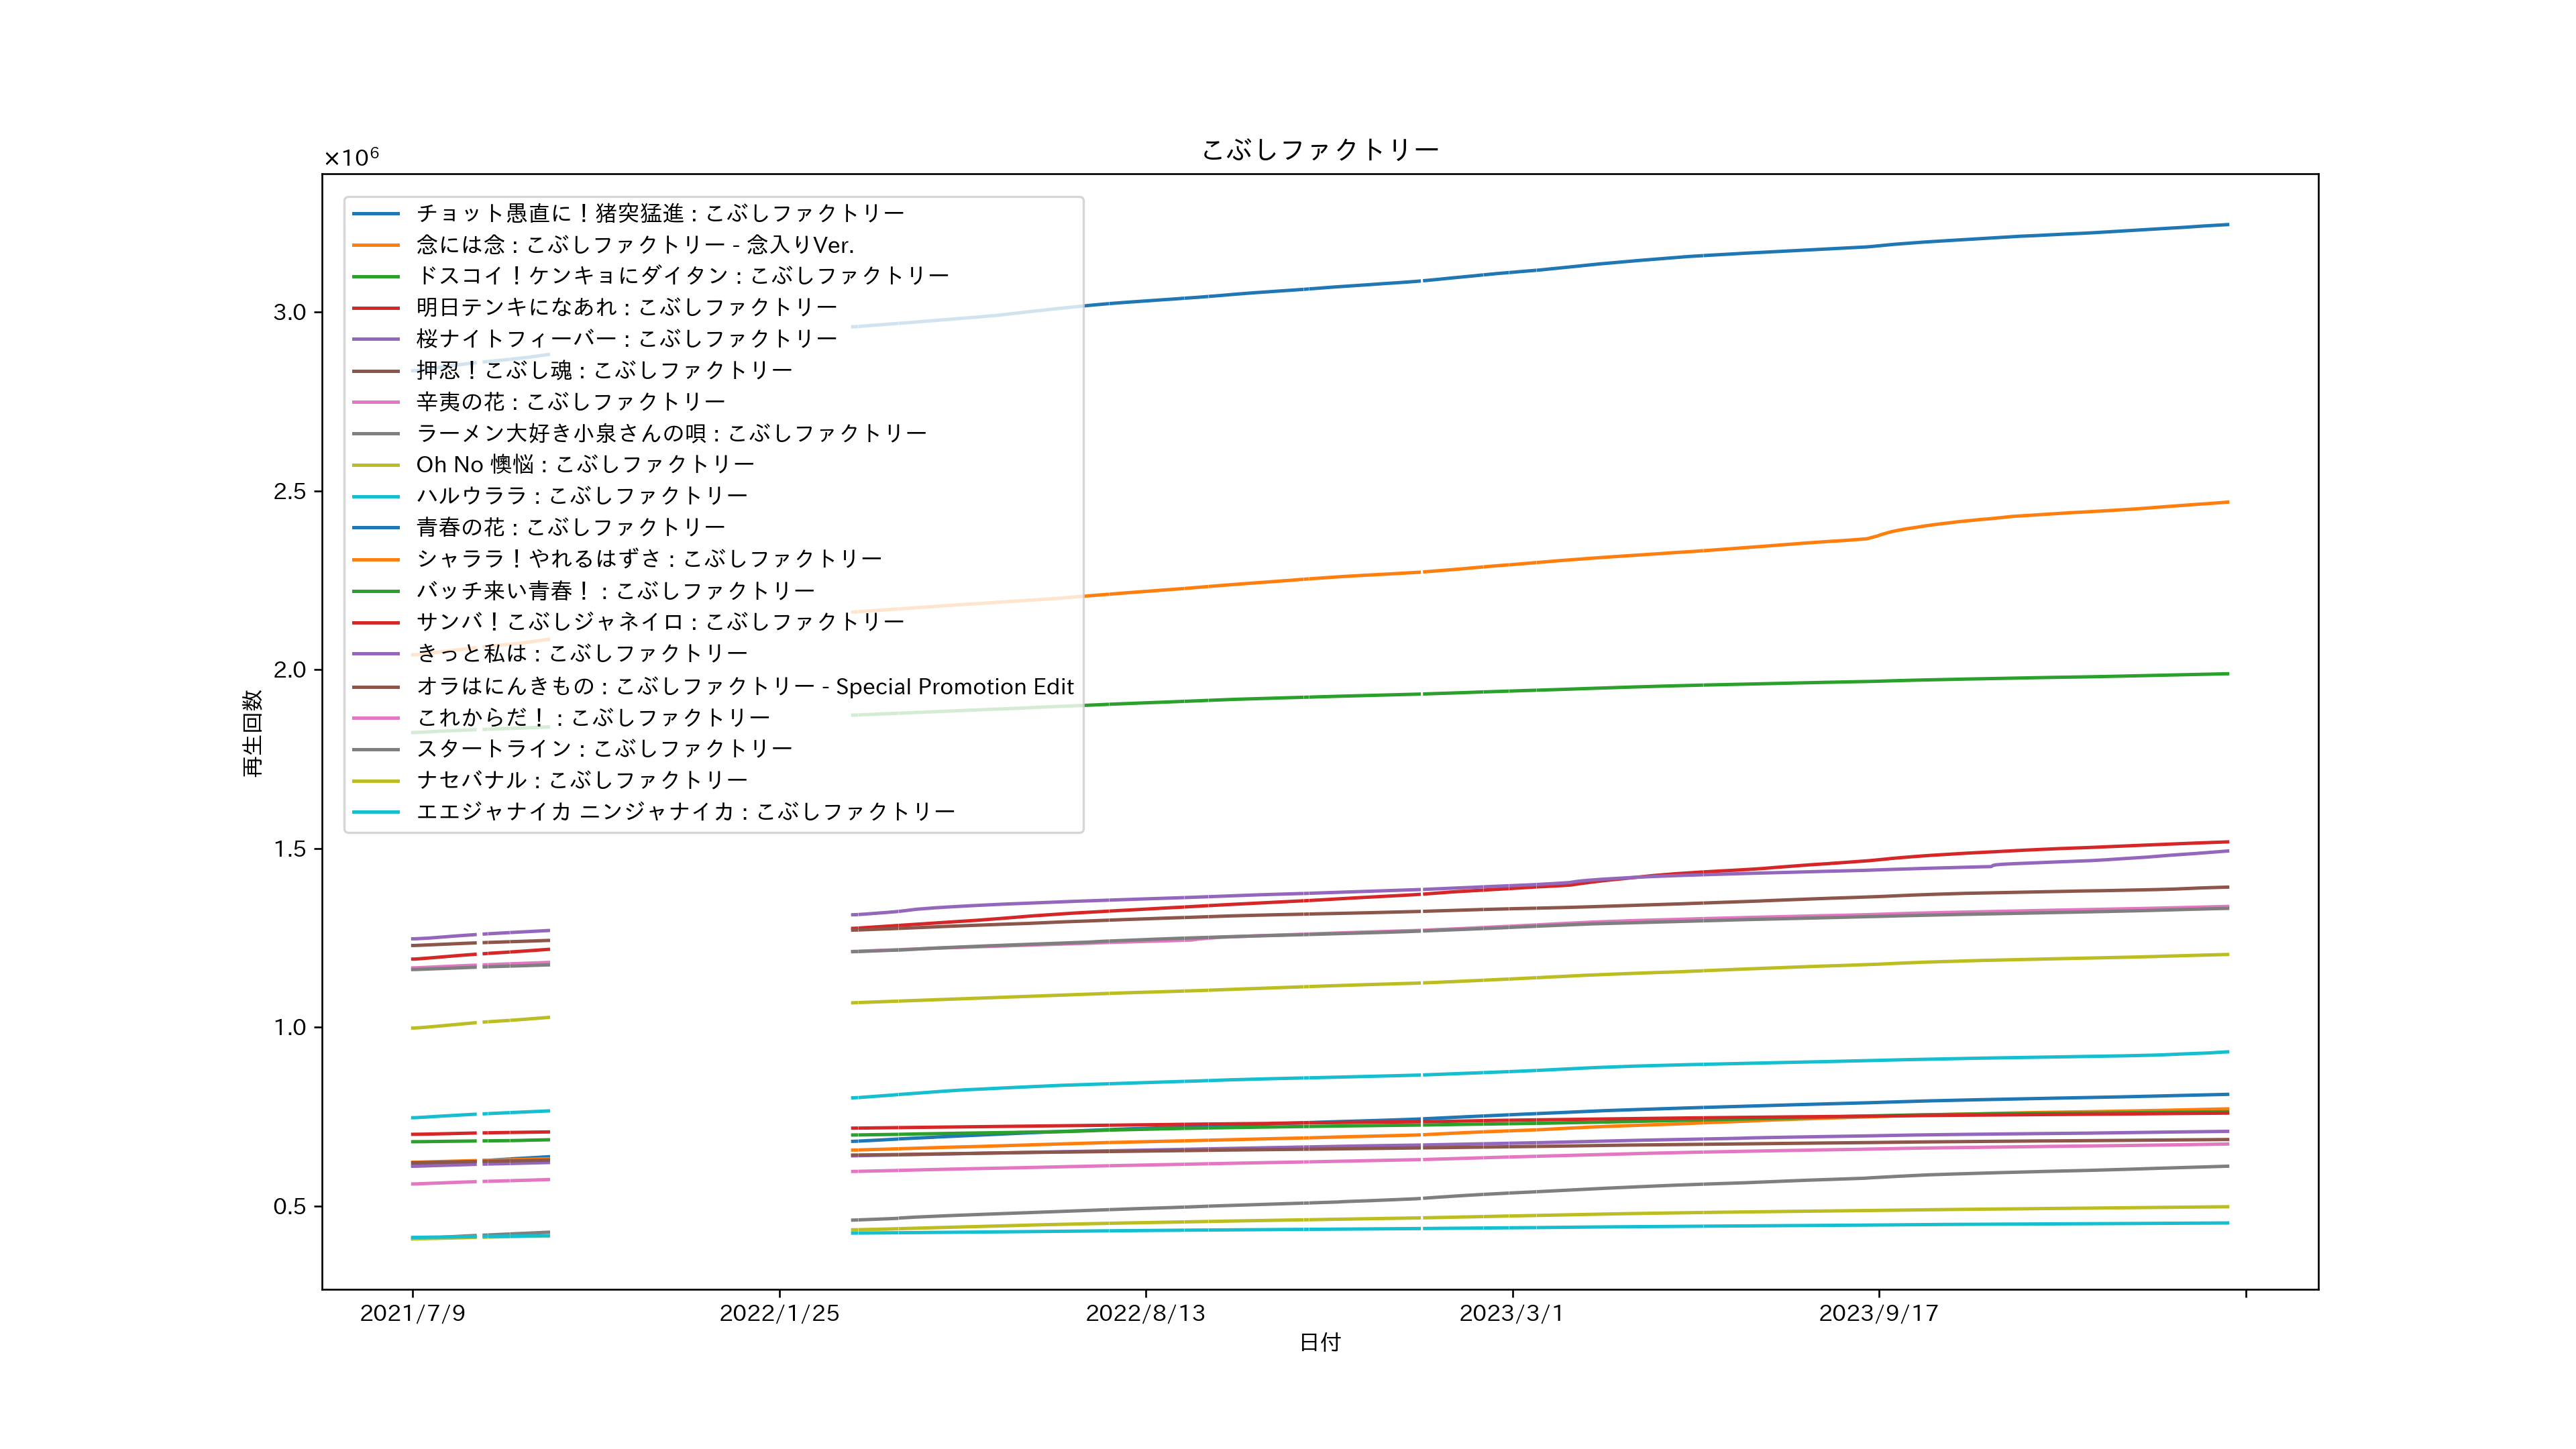 こぶしファクトリー
×10⁶
チョット愚直に！猪突猛進 : こぶしファクトリー
念には念 : こぶしファクトリー - 念入りVer.
ドスコイ！ケンキョにダイタン : こぶしファクトリー
明日テンキになあれ : こぶしファクトリー
桜ナイトフィーバー : こぶしファクトリー
押忍！こぶし魂 : こぶしファクトリー
辛夷の花 : こぶしファクトリー
ラーメン大好き小泉さんの唄 : こぶしファクトリー
Oh No 懊悩 : こぶしファクトリー
ハルウララ : こぶしファクトリー
青春の花 : こぶしファクトリー
シャララ！やれるはずさ : こぶしファクトリー
バッチ来い青春！ : こぶしファクトリー
サンバ！こぶしジャネイロ : こぶしファクトリー
きっと私は : こぶしファクトリー
オラはにんきもの : こぶしファクトリー - Special Promotion Edit
これからだ！ : こぶしファクトリー
スタートライン : こぶしファクトリー
ナセバナル : こぶしファクトリー
エエジャナイカ ニンジャナイカ : こぶしファクトリー
3.0
2.5
2.0
1.5
1.0
0.5
再生回数
2021/7/9
2022/1/25
2022/8/13
2023/3/1
2023/9/17
日付